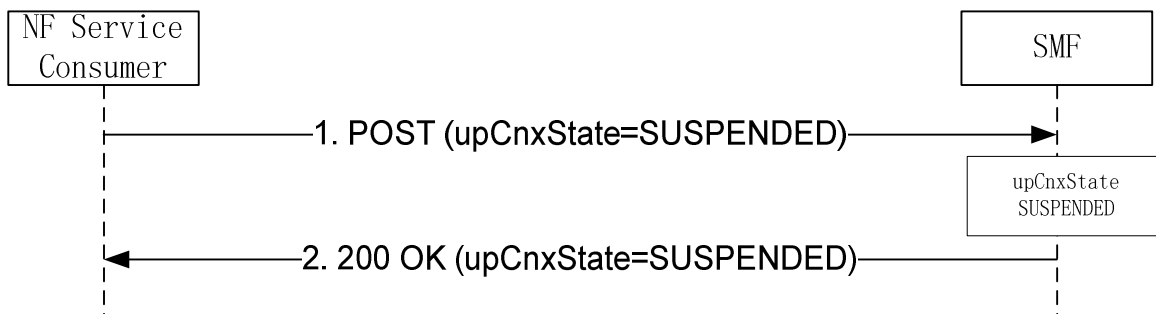 NF Service
Consumer
SMF
1. POST (upCnxState=SUSPENDED)
upCnxState
SUSPENDED
2. 200 OK (upCnxState=SUSPENDED)